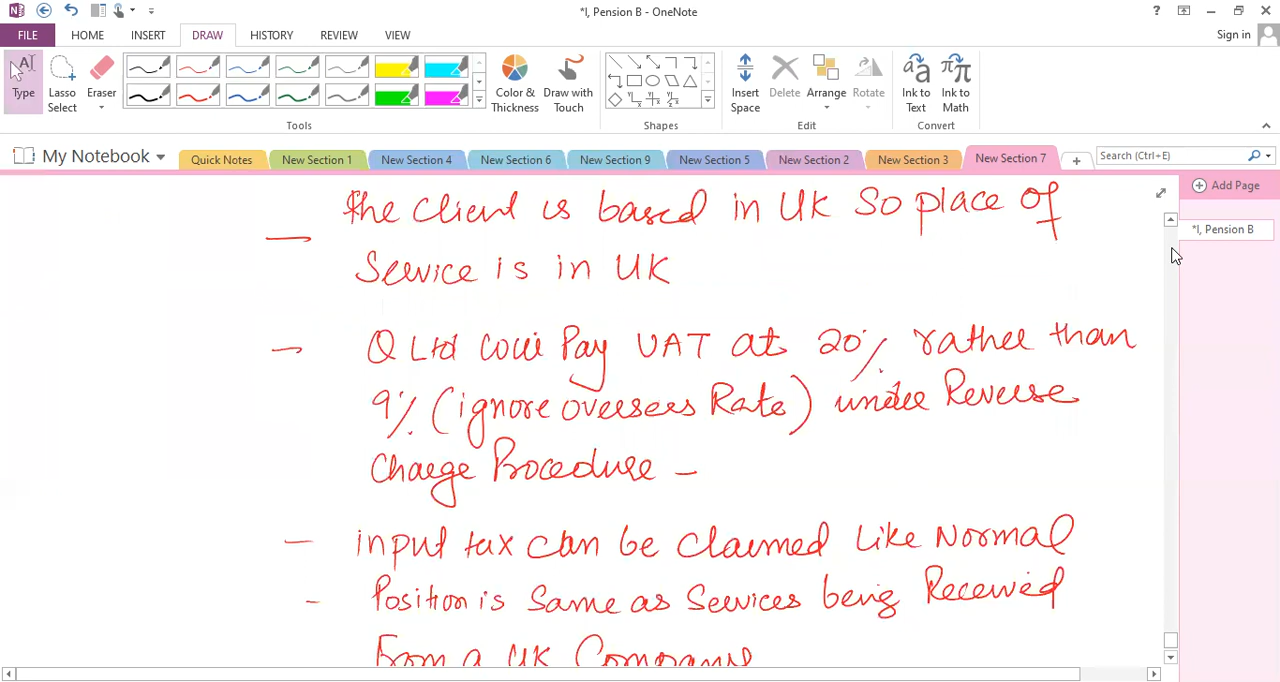 *I, Pension B - OneNote
?
FILE HOME INSERT DRAW HISTORY REVIEW VIEW
Sign in
Type
Lasso Select
Eraser
Color & Thickness
Draw with Touch
Insert Space
Delete
Arrange
Rotate
Ink to Text
Ink to Math
Tools Shapes Edit Convert
My Notebook Quick Notes New Section 1 New Section 4 New Section 6 New Section 9 New Section 5 New Section 2 New Section 3 New Section 7 + Search (Ctrl+E)
Add Page
*I, Pension B
The Client is based in UK So place of
Service is in UK
Q Ltd will Pay VAT at 20% rather than
9% (ignore oversees Rate) under Reverse
Charge Procedure -
- input tax can be claimed Like Normal
- Position is Same as Services being Received
From a UK Company